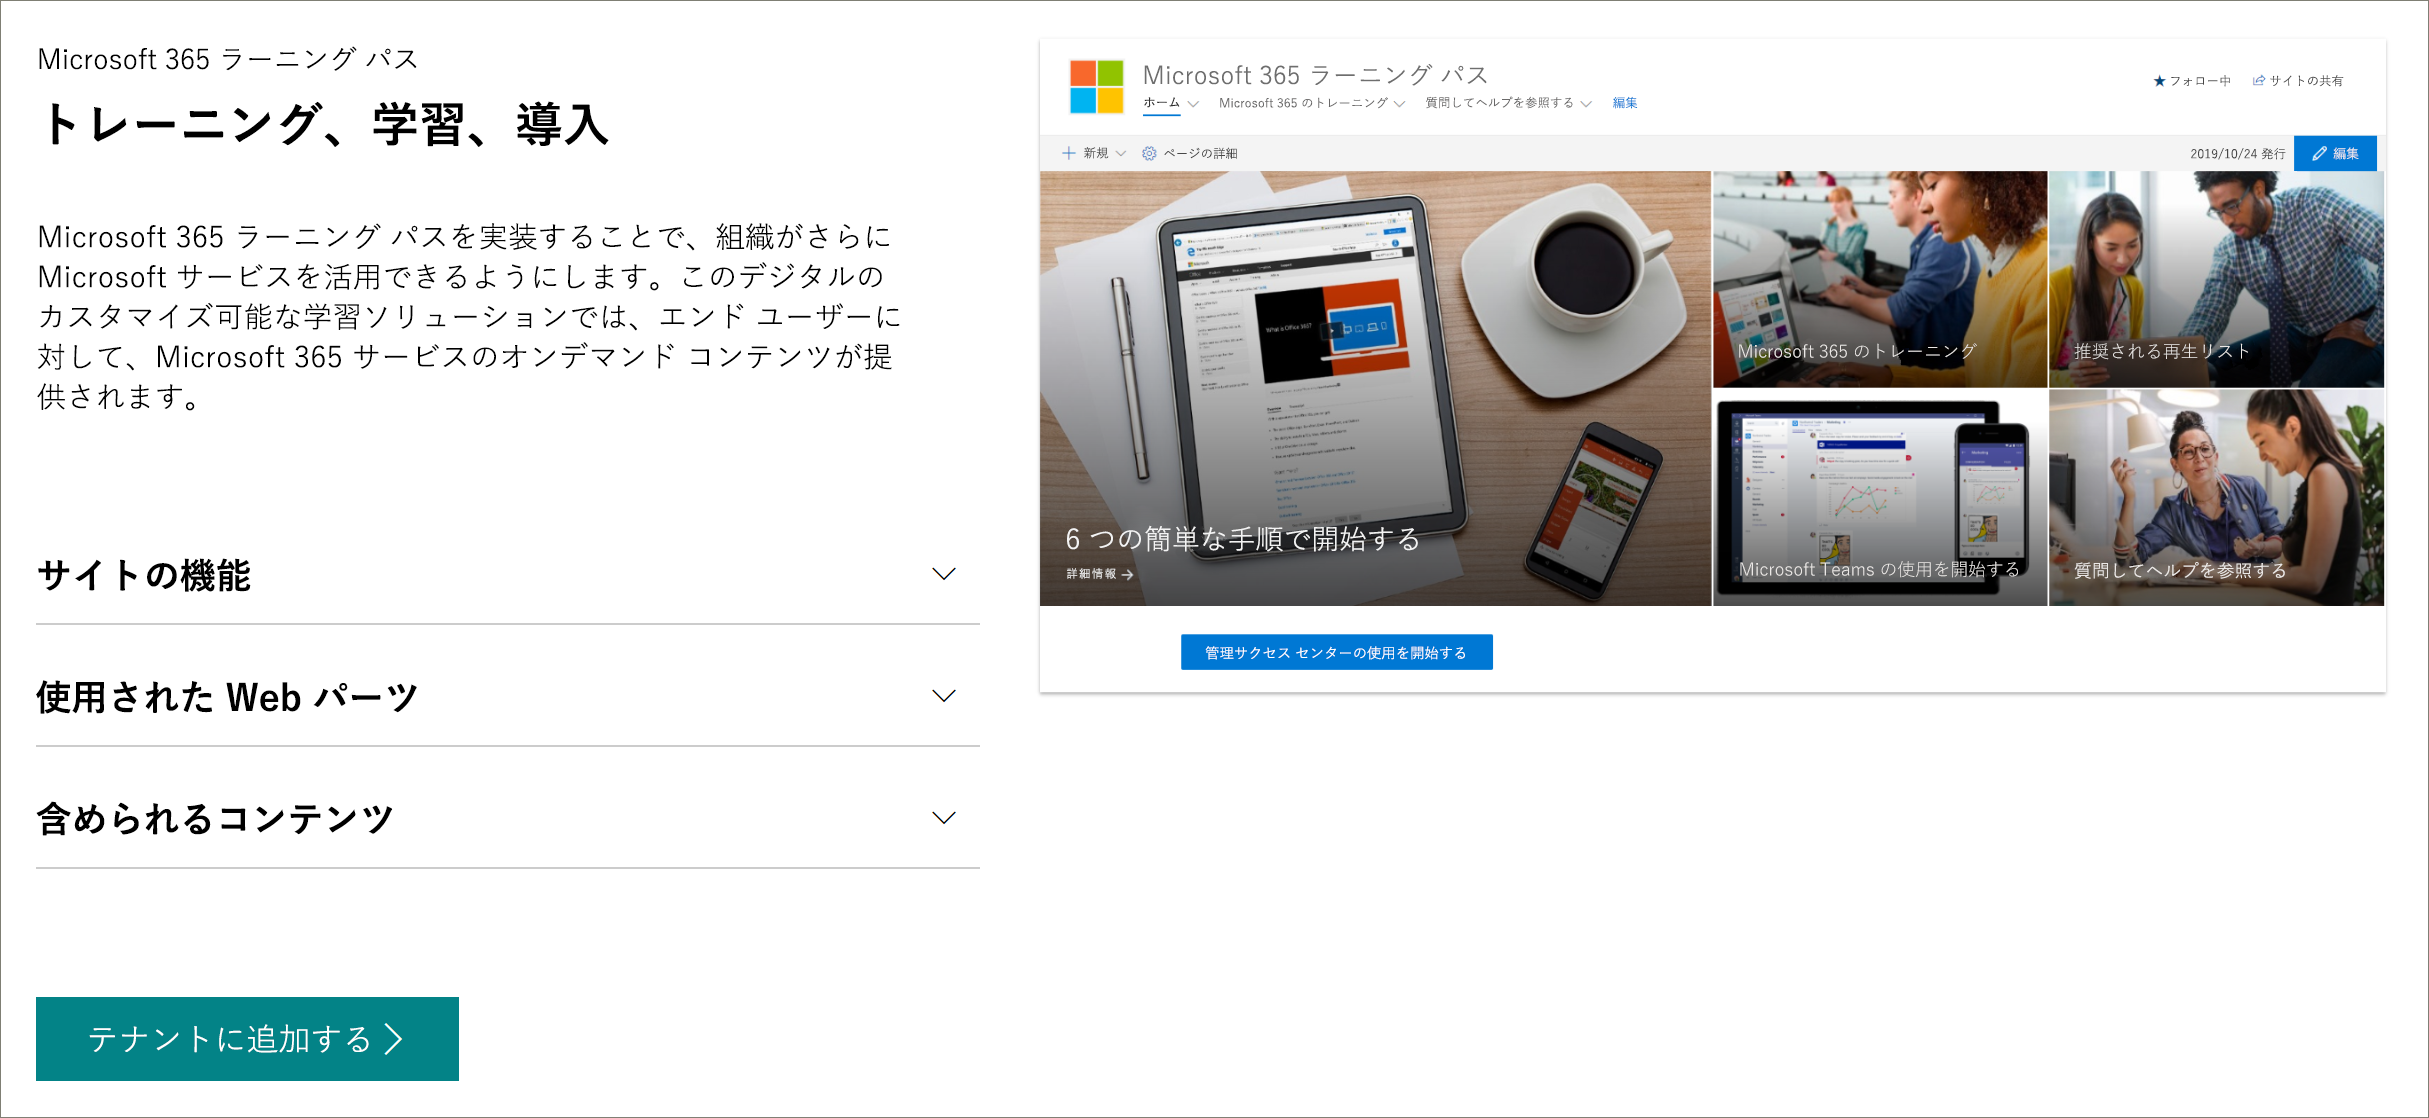 Microsoft 365 ラーニング パス
トレーニング、学習、導入
Microsoft 365 ラーニング パスを実装することで、組織がさらに
Microsoft サービスを活用できるようにします。このデジタルの
カスタマイズ可能な学習ソリューションでは、エンド ユーザーに
対して、Microsoft 365 サービスのオンデマンド コンテンツが提
供されます。
サイトの機能
使用された Web パーツ
含められるコンテンツ
テナントに追加する
Microsoft 365 ラーニング パス
ホーム Microsoft 365 のトレーニング 質問してヘルプを参照する 編集
フォロー中 サイトの共有
新規 ページの詳細
2019/10/24 発行 編集
What is Office 365?
6 つの簡単な手順で開始する
詳細情報
Microsoft 365 のトレーニング
推奨される再生リスト
Microsoft Teams の使用を開始する
質問してヘルプを参照する
管理サクセス センターの使用を開始する